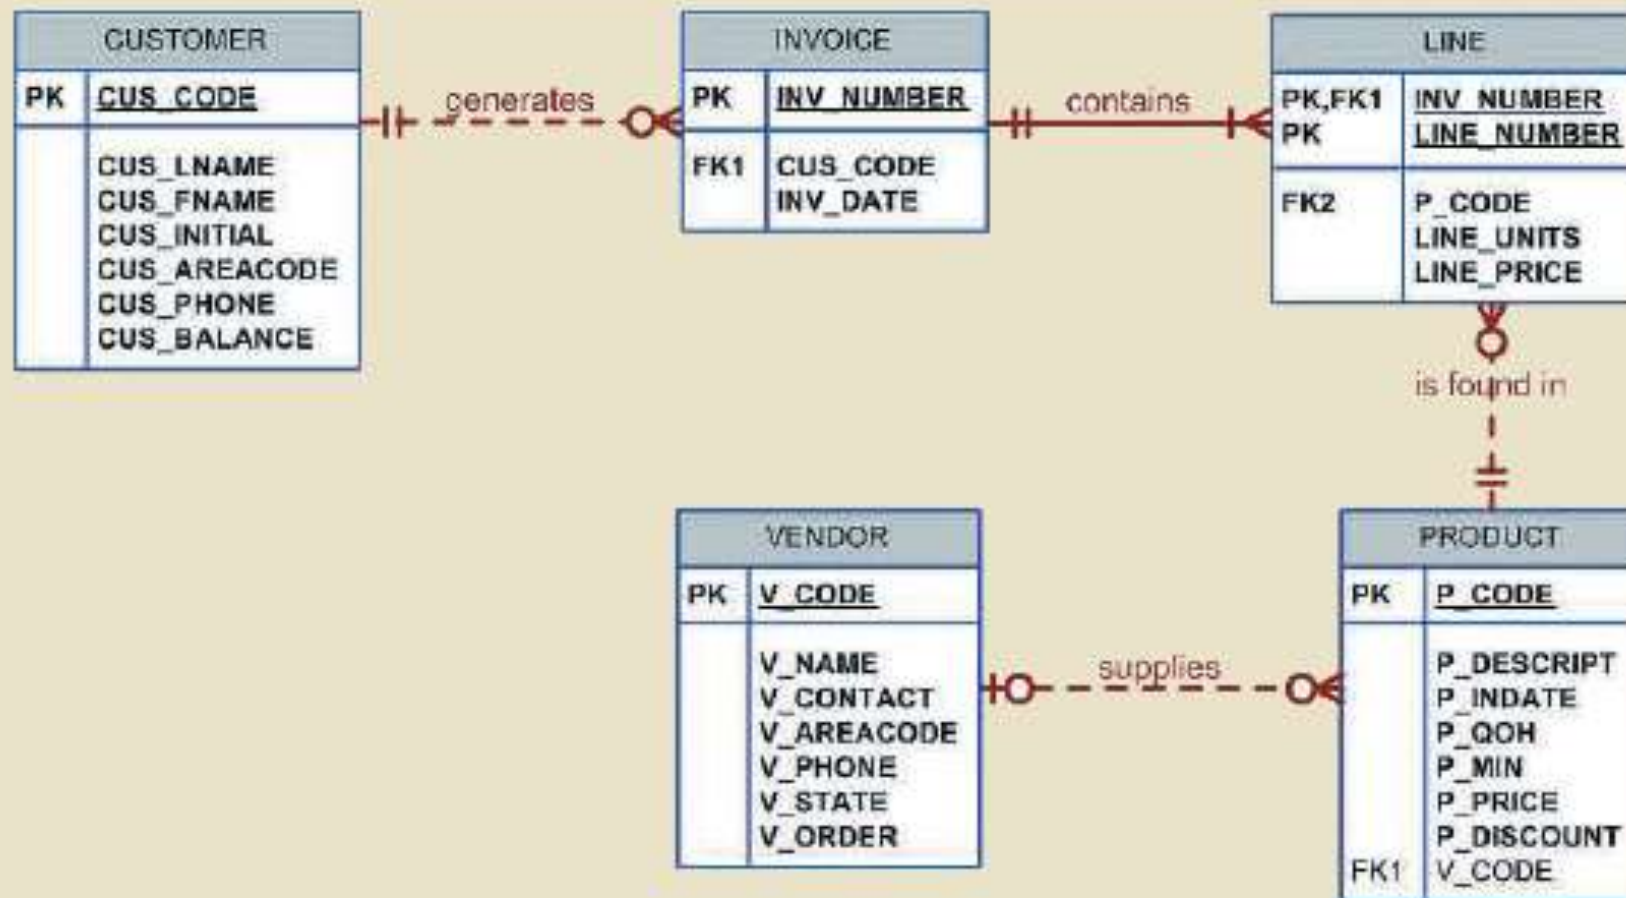 CUSTOMER
PK CUS_CODE
CUS_LNAME
CUS_FNAME
CUS_INITIAL
CUS_AREACODE
CUS_PHONE
CUS_BALANCE
generates
INVOICE
PK INV_NUMBER
FK1 CUS_CODE
INV_DATE
contains
LINE
PK,FK1 INV_NUMBER
PK LINE_NUMBER
FK2 P_CODE
LINE_UNITS
LINE_PRICE
is found in
VENDOR
PK V_CODE
V_NAME
V_CONTACT
V_AREACODE
V_PHONE
V_STATE
V_ORDER
supplies
PRODUCT
PK P_CODE
P_DESCRIPT
P_INDATE
P_QOH
P_MIN
P_PRICE
P_DISCOUNT
FK1 V_CODE